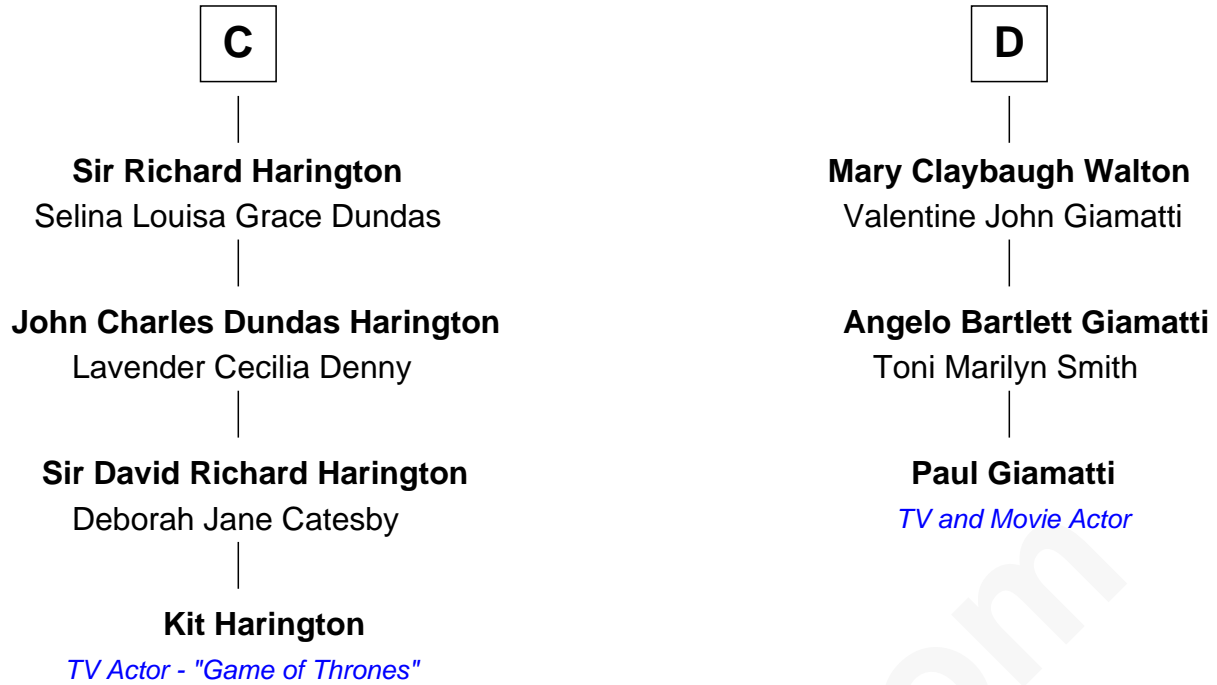 C
Sir Richard Harington
Selina Louisa Grace Dundas
John Charles Dundas Harington
Lavender Cecilia Denny
Sir David Richard Harington
Deborah Jane Catesby
Kit Harington
TV Actor - "Game of Thrones"
D
Mary Claybaugh Walton
Valentine John Giamatti
Angelo Bartlett Giamatti
Toni Marilyn Smith
Paul Giamatti
TV and Movie Actor
om